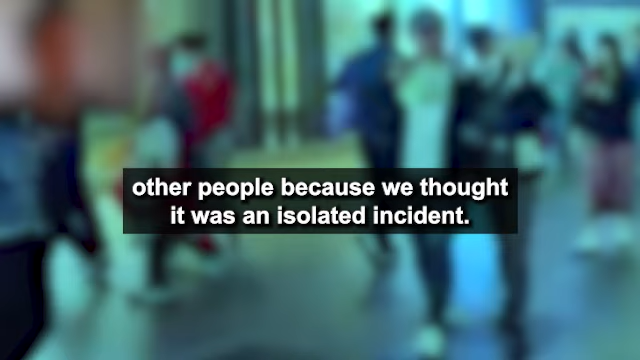 other people because we thought
it was an isolated incident.